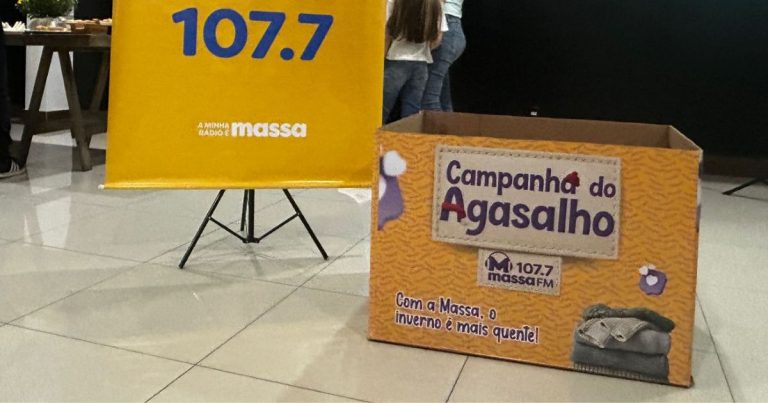 107.7
A MINHA
RÁDIO É massa
Campanha do
Agasalho
M 107.7
massa FM
Com a Massa, o
inverno é mais quente!